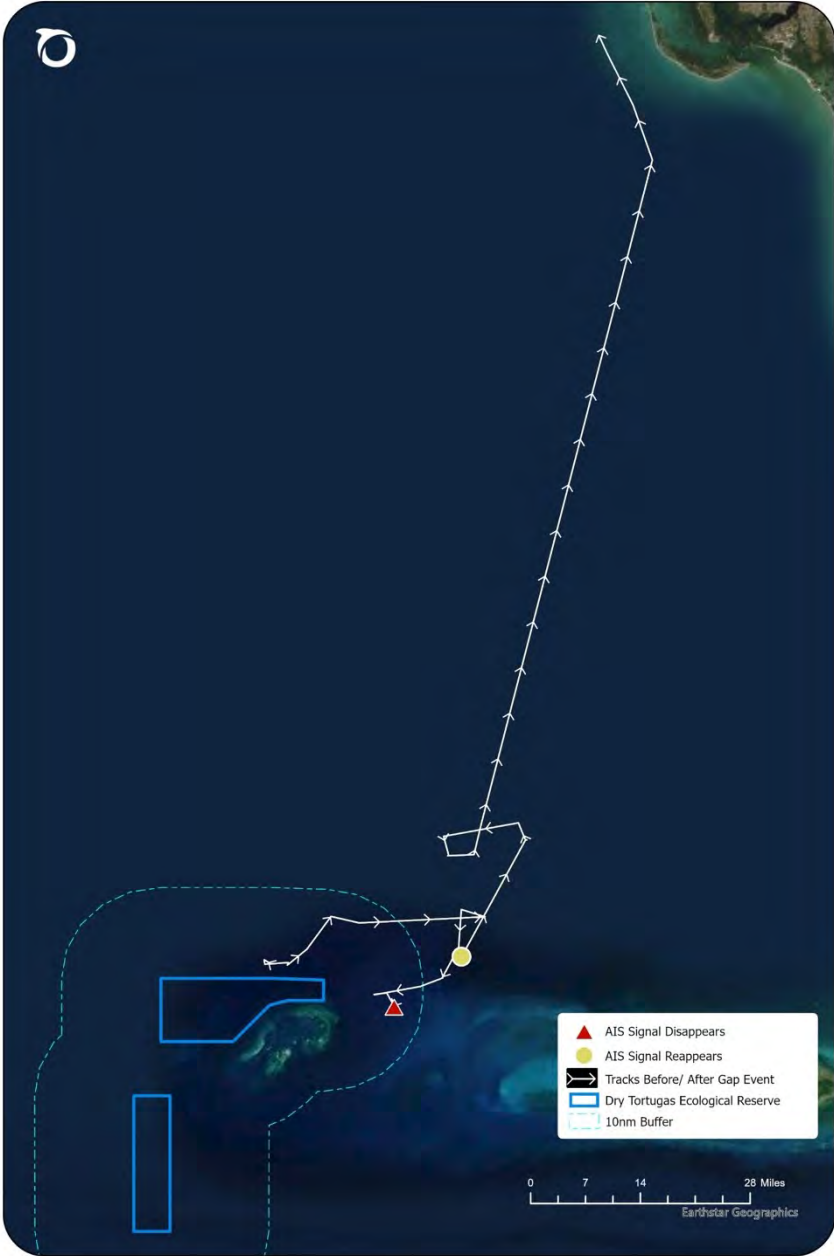 AIS Signal Disappears
AIS Signal Reappears
Tracks Before/ After Gap Event
Dry Tortugas Ecological Reserve
10nm Buffer
0 7 14 28 Miles
Earthstar Geographics